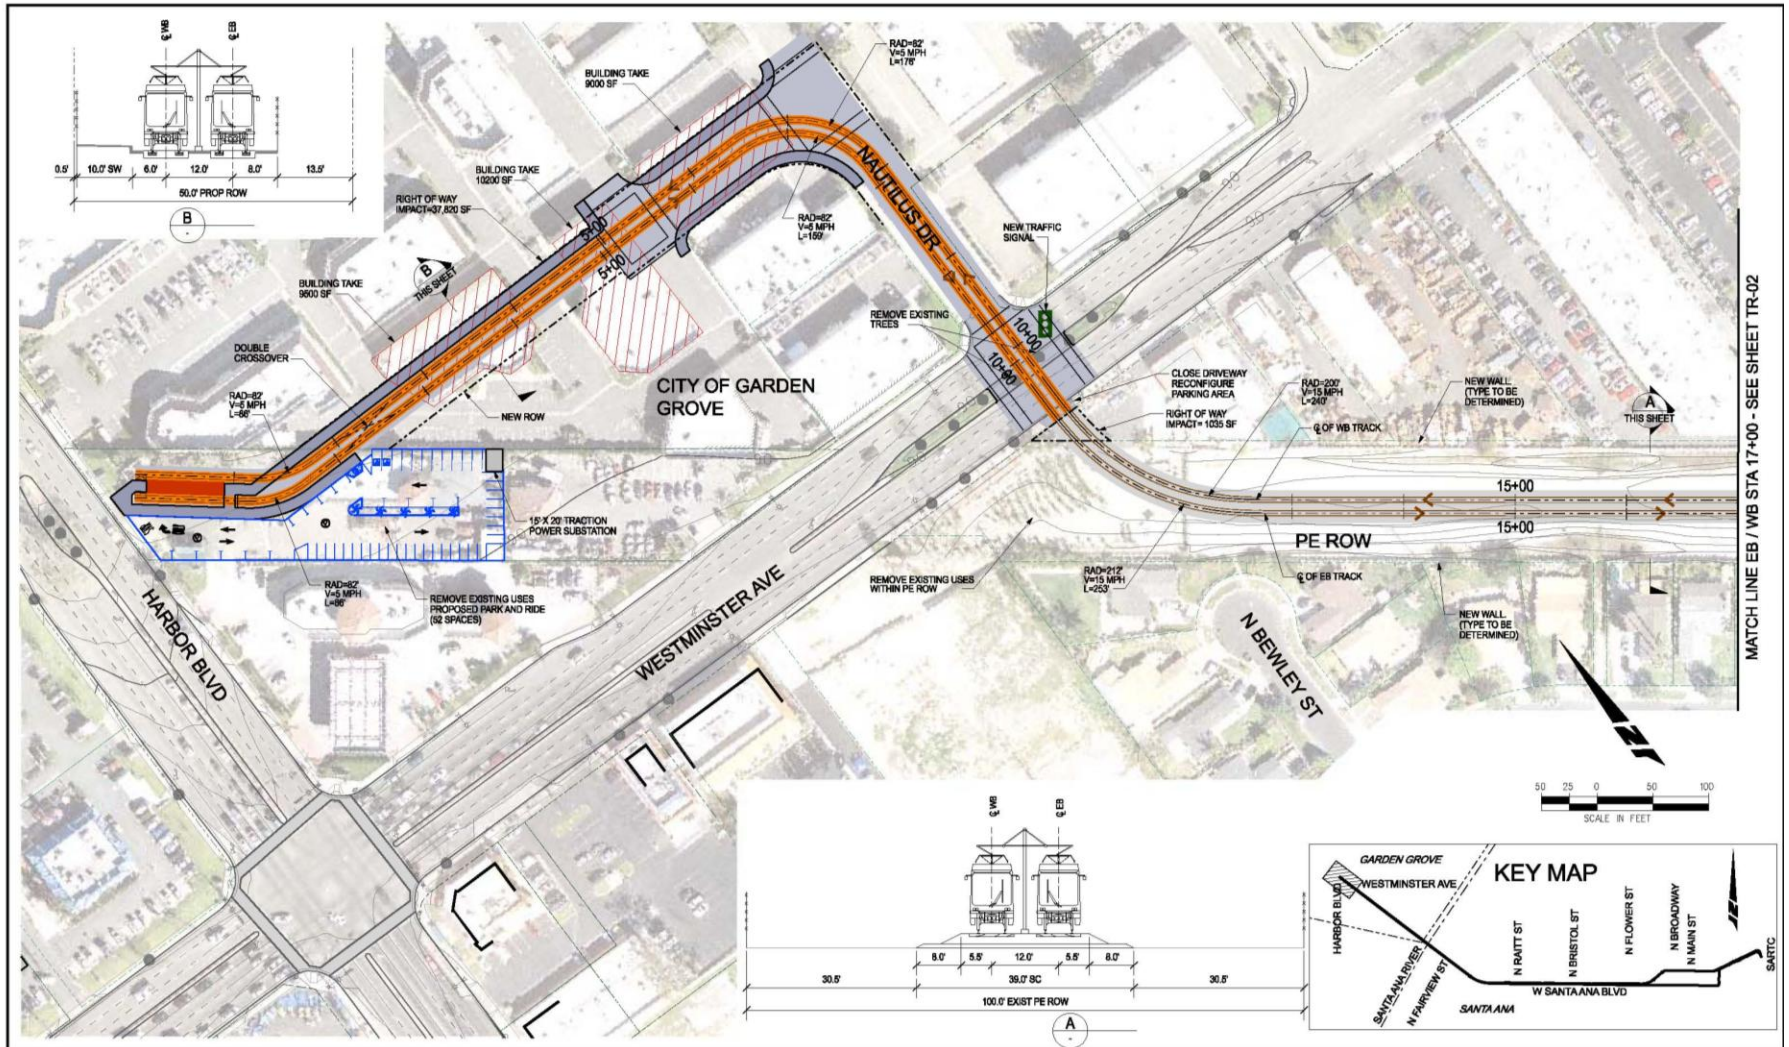 ℄ WB
℄ EB
0.5'
10.0' SW
6.0'
12.0'
8.0'
13.5'
50.0' PROP ROW
B
-
BUILDING TAKE
9000 SF
RAD=82'
V=5 MPH
L=176'
BUILDING TAKE
10200 SF
RIGHT OF WAY
IMPACT=37,620 SF
NAUTILUS DR
RAD=82'
V=5 MPH
L=159'
5+00
5+00
B
THIS SHEET
BUILDING TAKE
9500 SF
NEW TRAFFIC
SIGNAL
REMOVE EXISTING
TREES
10+00
10+00
DOUBLE
CROSSOVER
CITY OF GARDEN
GROVE
CLOSE DRIVEWAY
RECONFIGURE
PARKING AREA
RAD=200'
V=15 MPH
L=240'
NEW WALL
(TYPE TO BE
DETERMINED)
A
THIS SHEET
RAD=82'
V=5 MPH
NEW ROW
RIGHT OF WAY
IMPACT= 1035 SF
℄ OF WB TRACK
15+00
15+00
15' X 20' TRACTION
POWER SUBSTATION
PE ROW
HARBOR BLVD
RAD=82'
V=5 MPH
REMOVE EXISTING USES
PROPOSED PARK AND RIDE
(52 SPACES)
WESTMINSTER AVE
REMOVE EXISTING USES
WITHIN PE ROW
RAD=212'
V=15 MPH
L=253'
℄ OF EB TRACK
NEW WALL
(TYPE TO BE
DETERMINED)
N BEWLEY ST
MATCH LINE EB / WB STA 17+00 - SEE SHEET TR-02
N
50 25 0 50 100
SCALE IN FEET
℄ WB
℄ EB
8.0'
5.5'
12.0'
5.5'
8.0'
30.5'
39.0' SC
30.5'
100.0' EXIST PE ROW
A
-
KEY MAP
GARDEN GROVE
WESTMINSTER AVE
HARBOR BLVD
SANTA ANA RIVER
N FAIRVIEW ST
N RAITT ST
N BRISTOL ST
N FLOWER ST
N BROADWAY
N MAIN ST
SARTC
W SANTA ANA BLVD
SANTA ANA
N